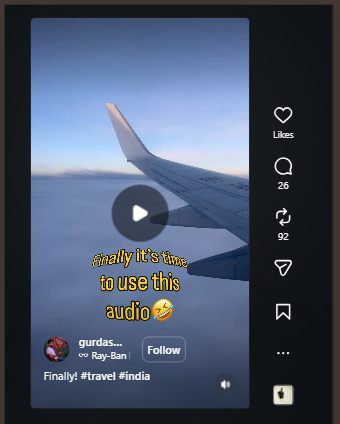 Finally it's time
to use this
audio🤣
Likes
26
92
gurdas...
Ray-Ban
Follow
Finally! #travel #india